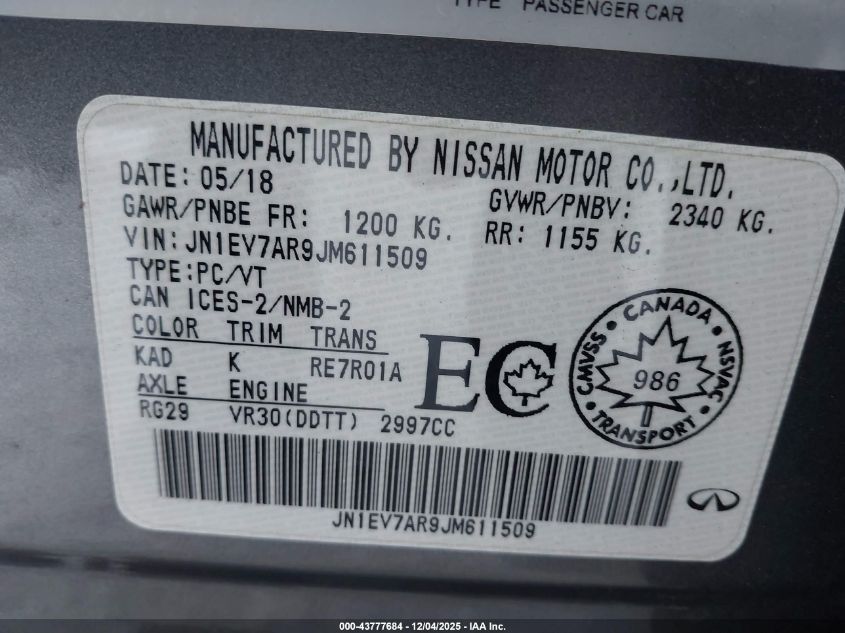 TYPE PASSENGER CAR
MANUFACTURED BY NISSAN MOTOR CO.,LTD.
DATE: 05/18 GVWR/PNBV: 2340 KG.
GAWR/PNBE FR: 1200 KG. RR: 1155 KG.
VIN: JN1EV7AR9JM611509
TYPE:PC/VT
CAN ICES-2/NMB-2
COLOR TRIM TRANS
KAD K RE7R01A
AXLE ENGINE
RG29 VR30(DDTT) 2997CC
EC
CANADA
CMVSS NSVAC
986
TRANSPORT
JN1EV7AR9JM611509
000-43777684 - 12/04/2025 - IAA Inc.